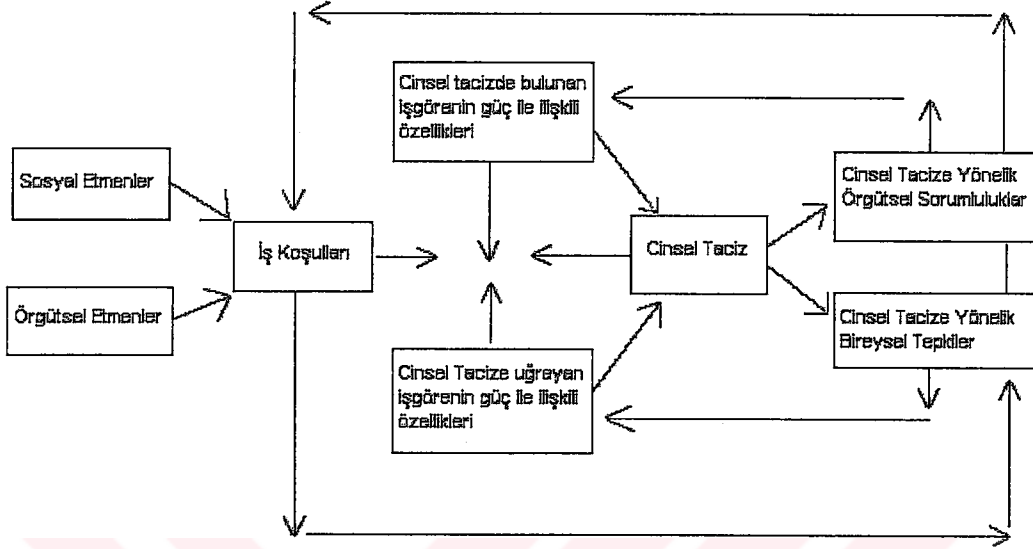 Sosyal Etmenler
Örgütsel Etmenler
İş Koşulları
Cinsel tacizde bulunan
işgörenin güç ile ilişkili
özellikleri
Cinsel Tacize uğrayan
işgörenin güç ile ilişkili
özellikleri
Cinsel Taciz
Cinsel Tacize Yönelik
Örgütsel Sorumluluklar
Cinsel Tacize Yönelik
Bireysel Tepkiler